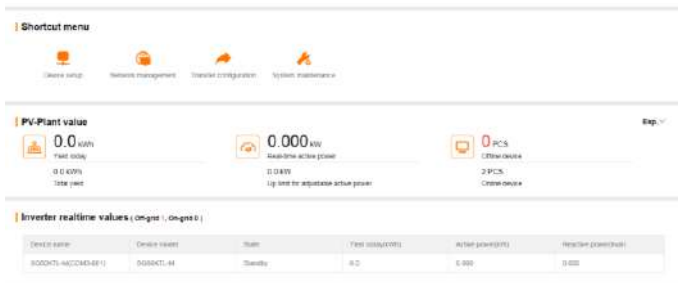 Shortcut menu
Device setup Network management Transfer configuration System maintenance
PV-Plant value Exp.
0.0 kWh 0.000 kW 0 PCS
Yield today Real-time active power Offline device
0.0 kWh 0.0 kW 2 PCS
Total yield Up limit for adjustable active power Online device
Inverter realtime values ( Off-grid 1, On-grid 0 )
Device name Device model State Yield today(kWh) Active power(kW) Reactive power(kvar)
Standby 0.0 0.000 0.000